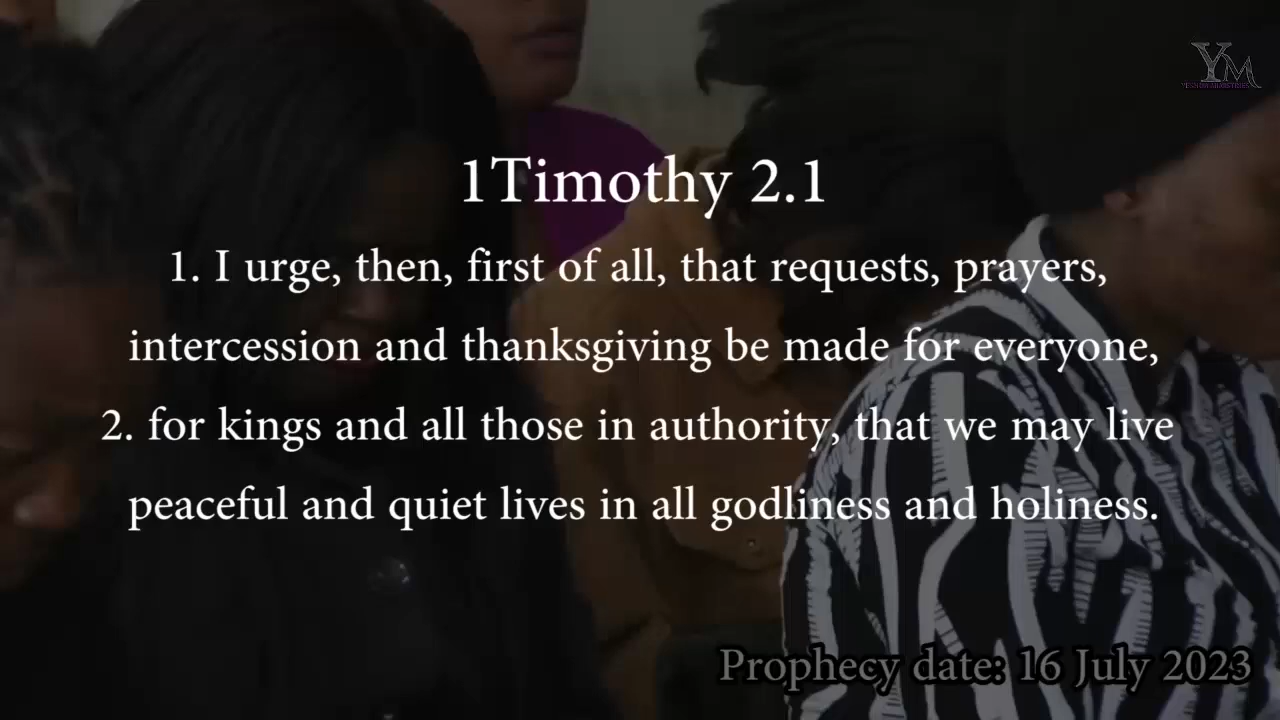 YM
1Timothy 2.1
1. I urge, then, first of all, that requests, prayers,
intercession and thanksgiving be made for everyone,
2. for kings and all those in authority, that we may live
peaceful and quiet lives in all godliness and holiness.
Prophecy date: 16 July 2023